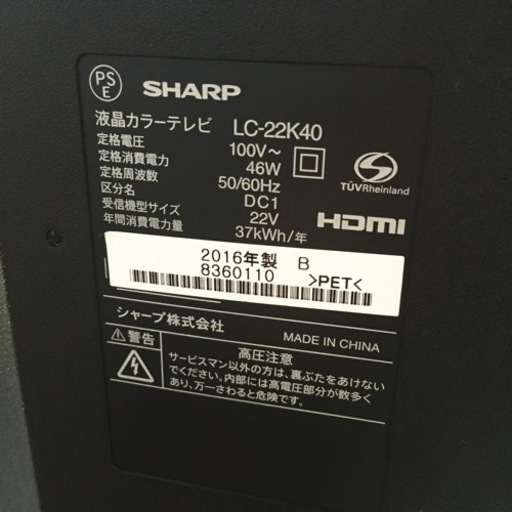 PS
E
SHARP
液晶カラーテレビ LC-22K40
定格電圧 100V～
定格消費電力 46W
定格周波数 50/60Hz
区分名 DC1
受信機型サイズ 22V
年間消費電力量 37kWh/年
TÜVRheinland
HDMI
2016年製 B
8360110 >PET<
シャープ株式会社 MADE IN CHINA
⚠警告 高圧注意
サービスマン以外の方は、裏ぶたをあけない
でください。内部には高電圧部分が数多く
あり、万一さわると危険です。